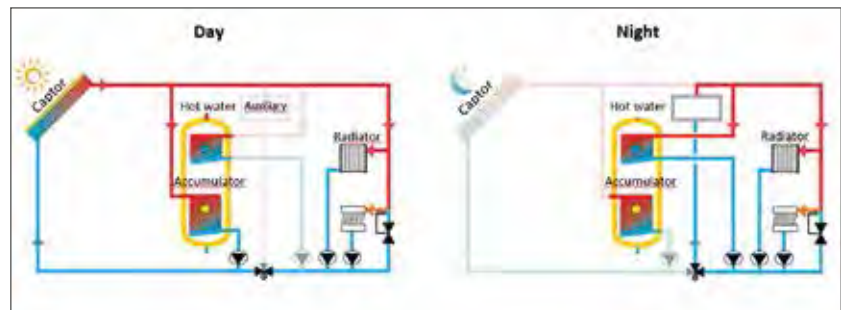 Day
Captor
Hot water
Auxiliary
Radiator
Accumulator
Night
Captor
Hot water
Radiator
Accumulator